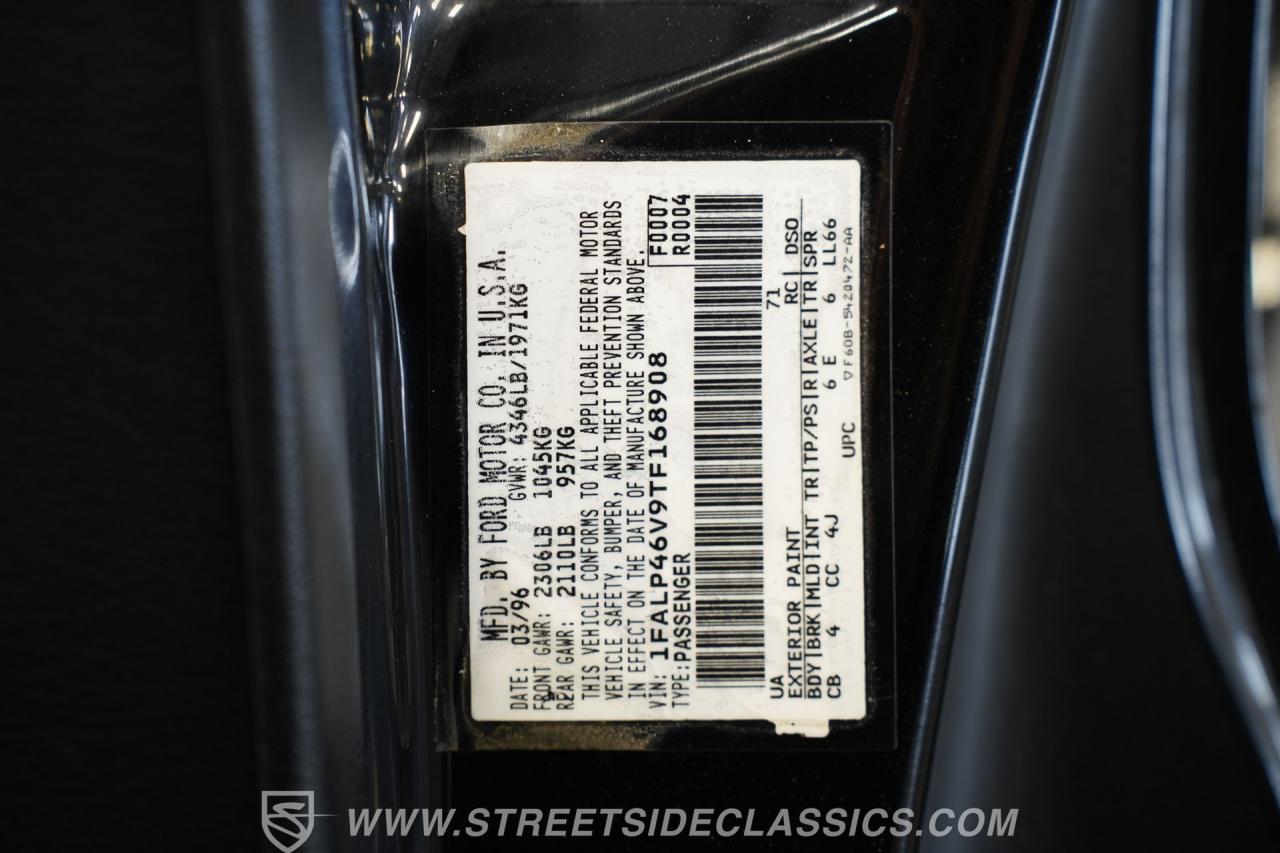 MFD. BY FORD MOTOR CO. IN U.S.A.
DATE: 03/96 GVWR: 4346LB/1971KG
FRONT GAWR: 2306LB 1045KG
REAR GAWR: 2110LB 957KG
THIS VEHICLE CONFORMS TO ALL APPLICABLE FEDERAL MOTOR
VEHICLE SAFETY, BUMPER, AND THEFT PREVENTION STANDARDS
IN EFFECT ON THE DATE OF MANUFACTURE SHOWN ABOVE.
VIN: 1FALP46V9TF168908 F0007
TYPE: PASSENGER R0004
UA 71
EXTERIOR PAINT RC| DSO
BDY|BRK|MLD|INT TR|TP/PS|R|AXLE|TR|SPR
CB 4 CC 4J 6 E 6 LL66
UPC ▽F60B-5420472-AA
WWW.STREETSIDECLASSICS.COM